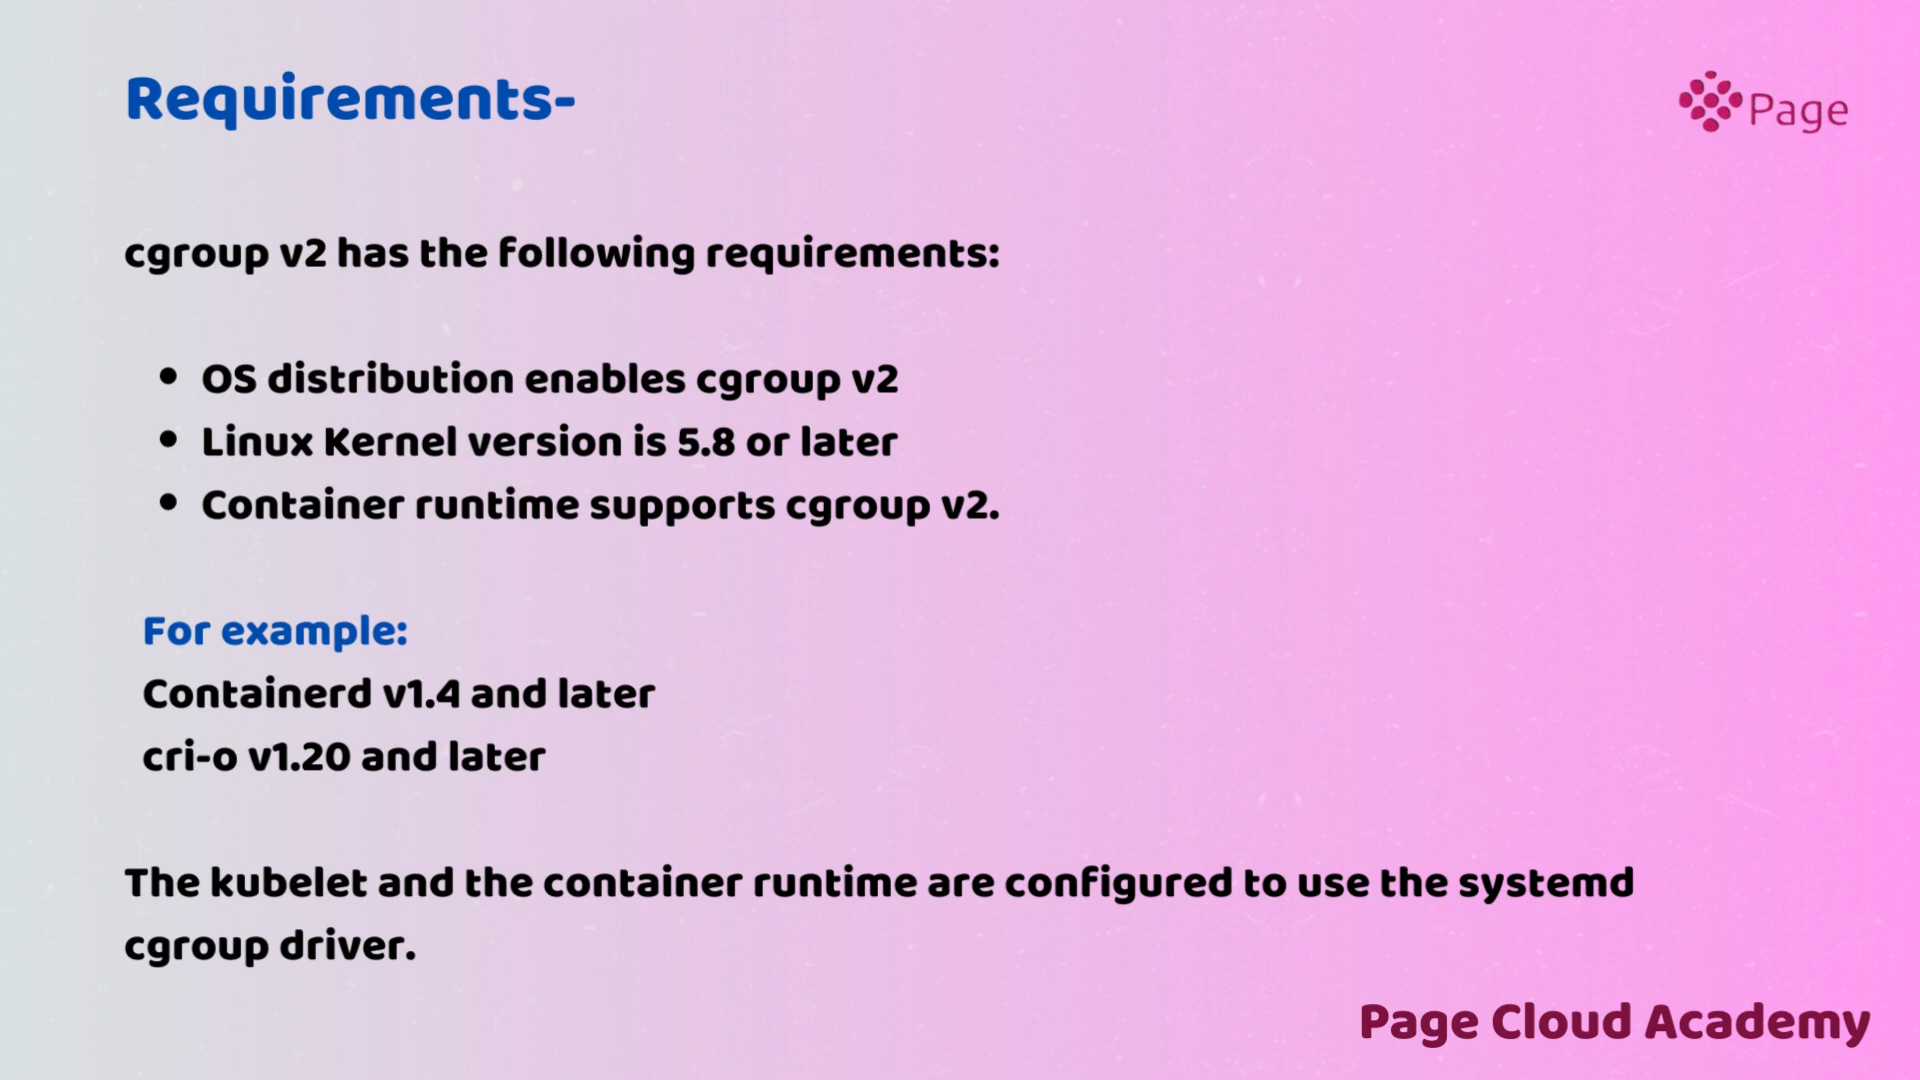 Requirements-
Page
cgroup v2 has the following requirements:
• OS distribution enables cgroup v2
• Linux Kernel version is 5.8 or later
• Container runtime supports cgroup v2.
For example:
Containerd v1.4 and later
cri-o v1.20 and later
The kubelet and the container runtime are configured to use the systemd
cgroup driver.
Page Cloud Academy